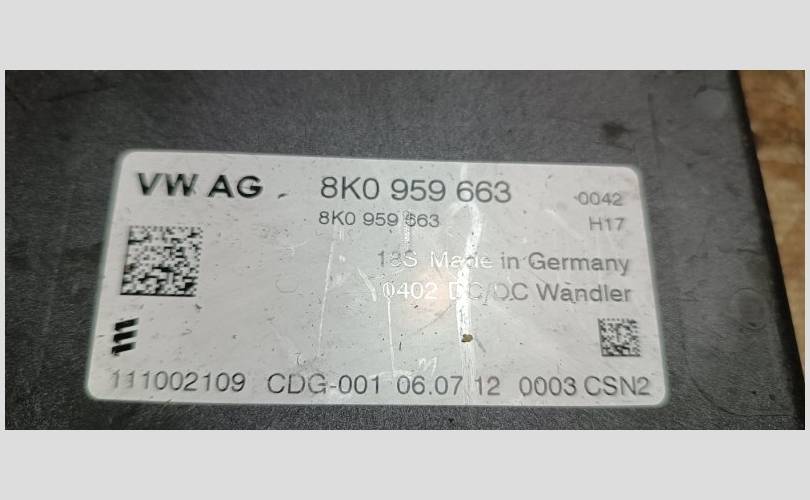 VW AG - 8K0 959 663 0042
8K0 959 663 H17
Made in Germany
0402 DC/DC Wandler
111002109 CDG-001 06.07 12 0003 CSN2